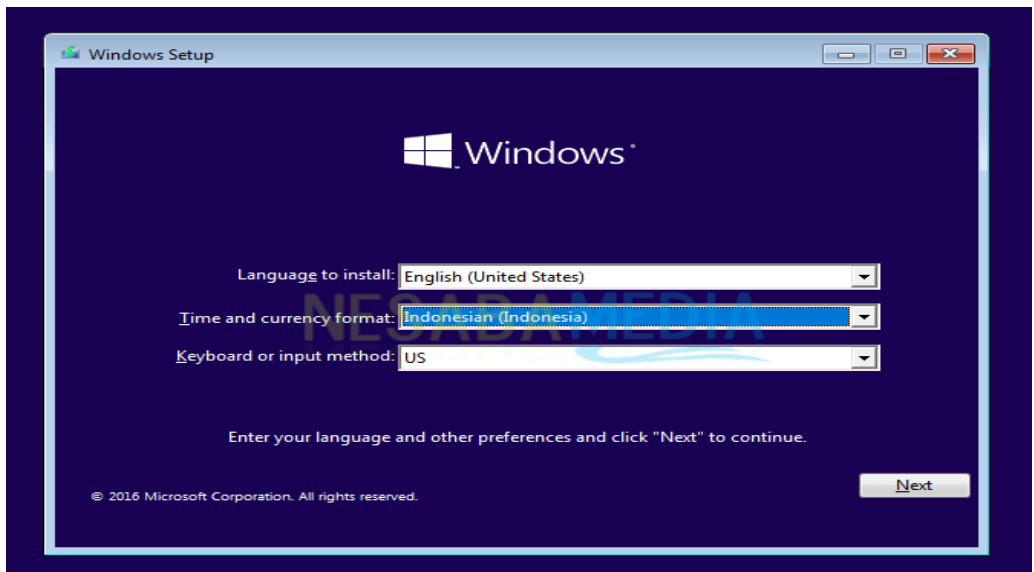 Windows Setup
Windows
Language to install: English (United States)
NESABAMEDIA
Time and currency format: Indonesian (Indonesia)
Keyboard or input method: US
Enter your language and other preferences and click "Next" to continue.
© 2016 Microsoft Corporation. All rights reserved.
Next